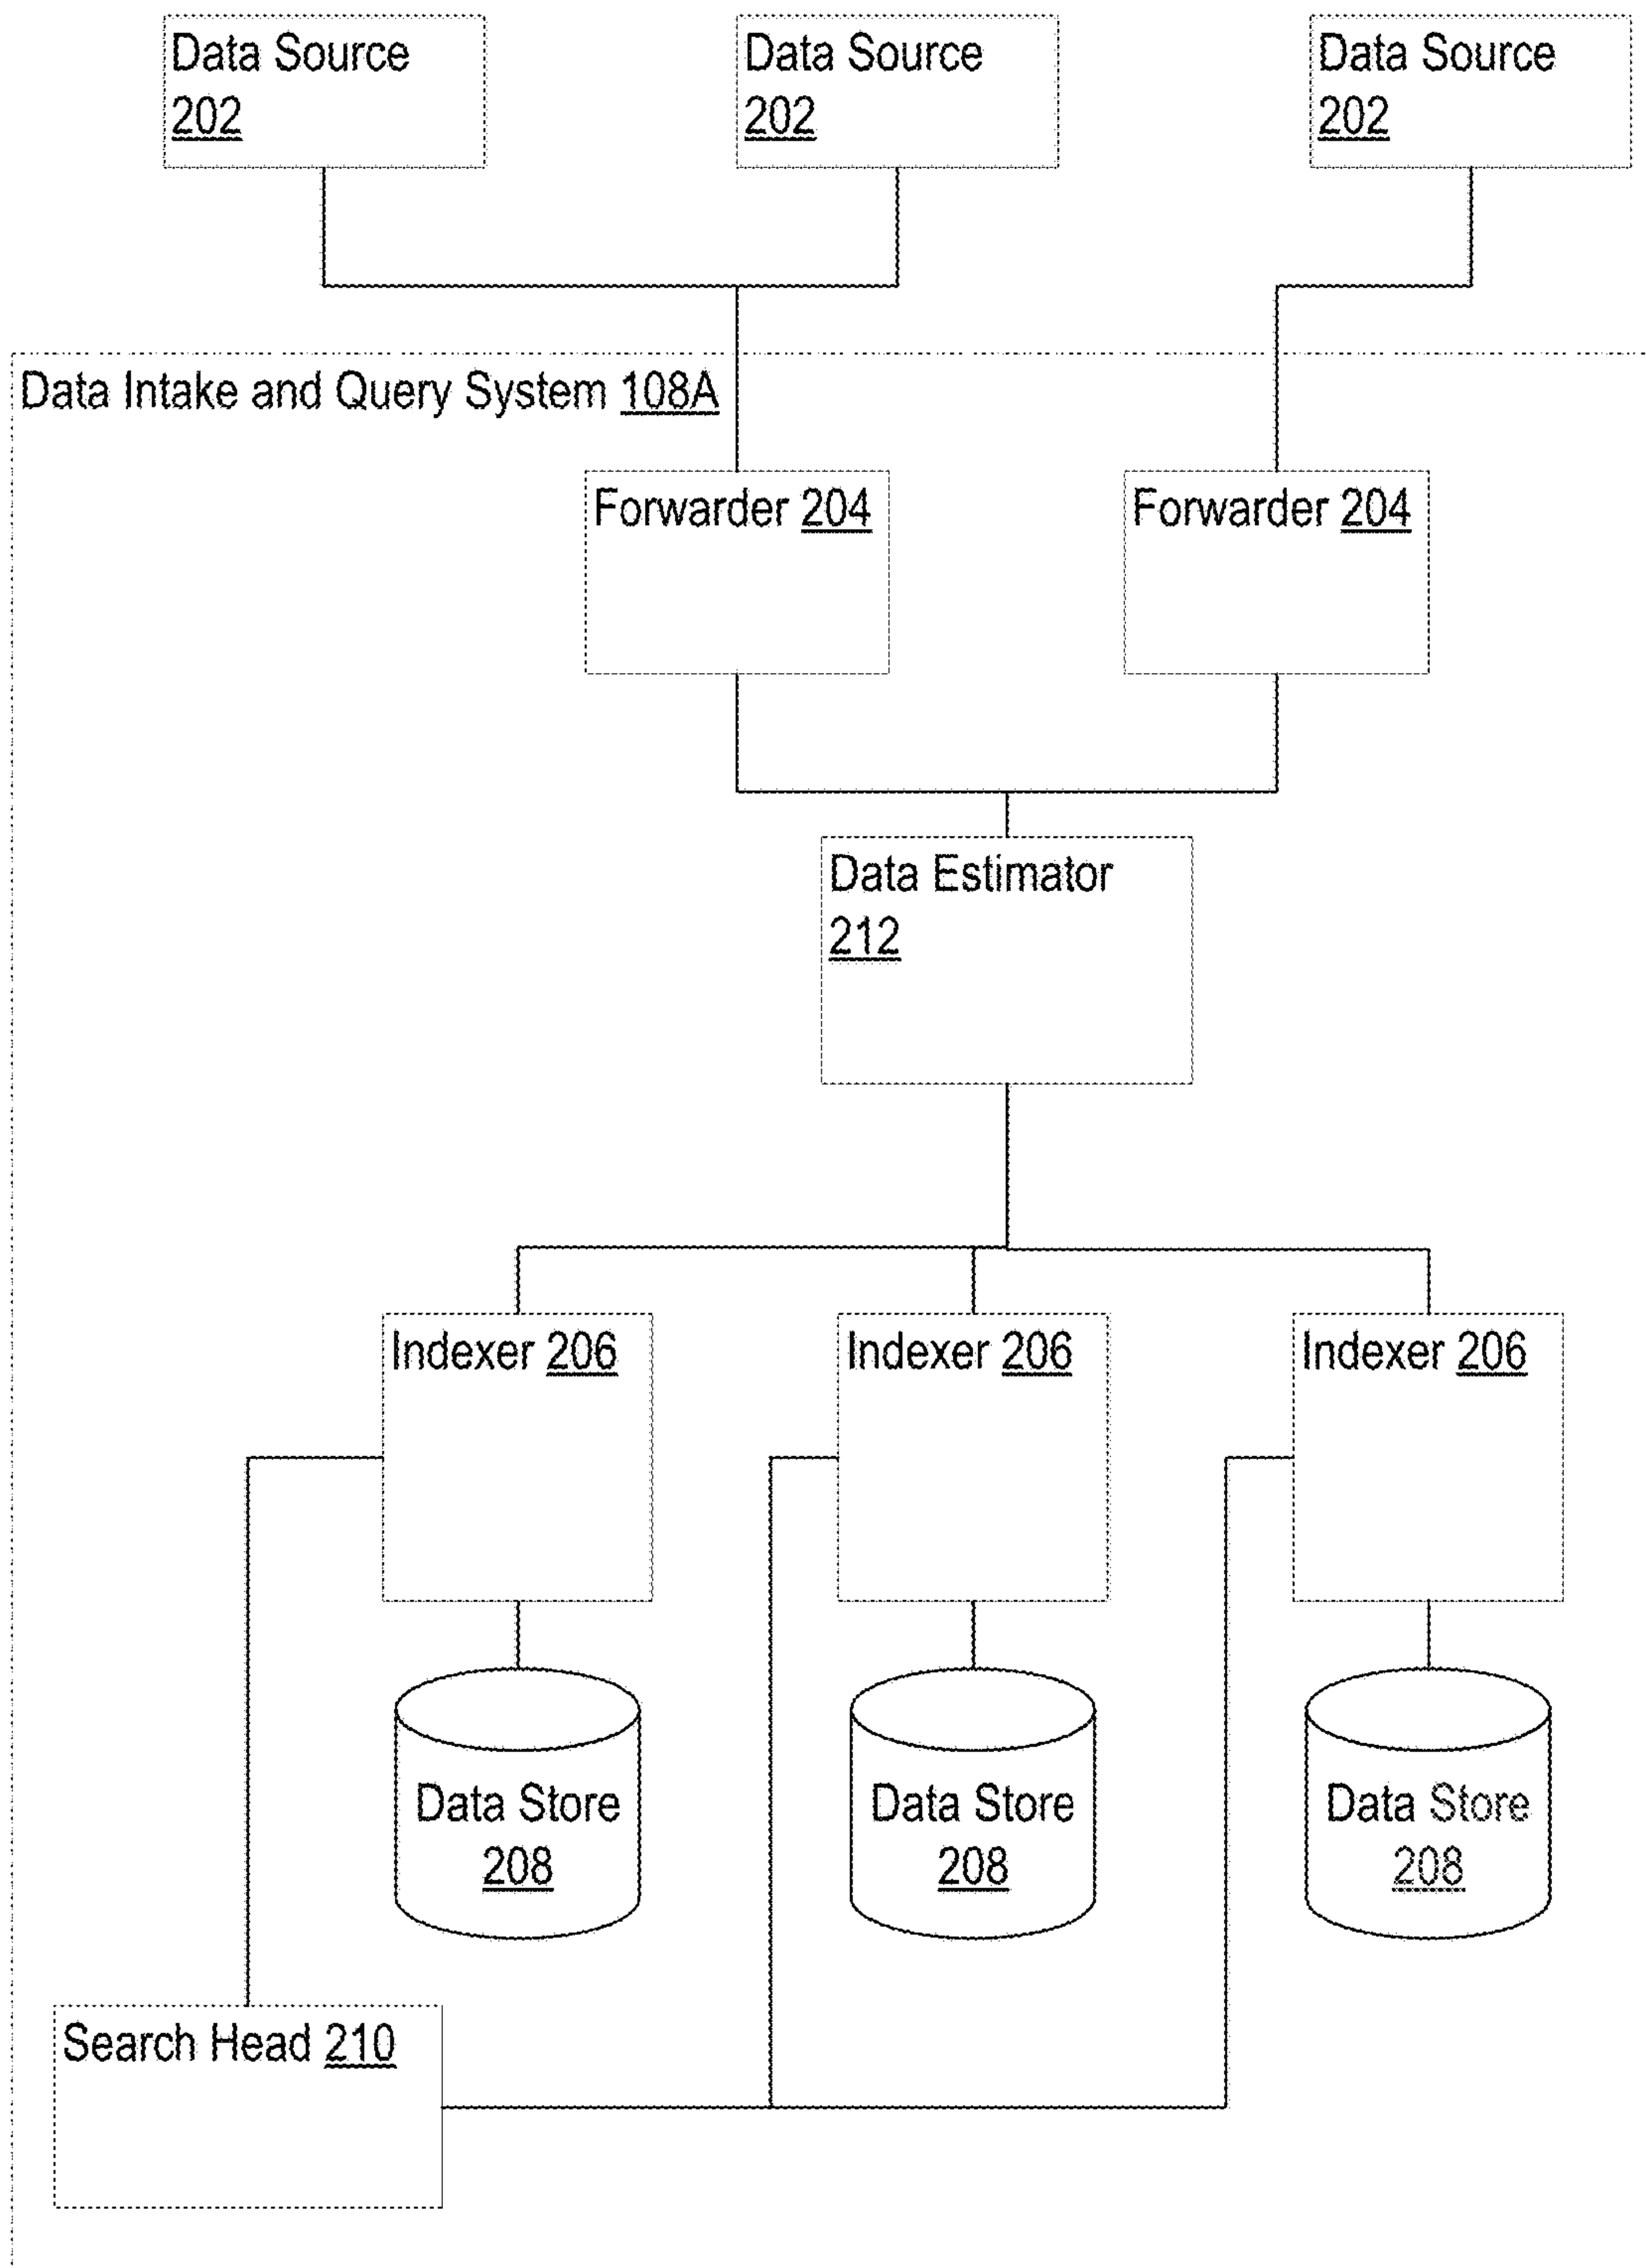 Data Source
202
Data Source
202
Data Source
202
Data Intake and Query System 108A
Forwarder 204
Forwarder 204
Data Estimator
212
Indexer 206
Indexer 206
Indexer 206
Data Store
208
Data Store
208
Data Store
208
Search Head 210